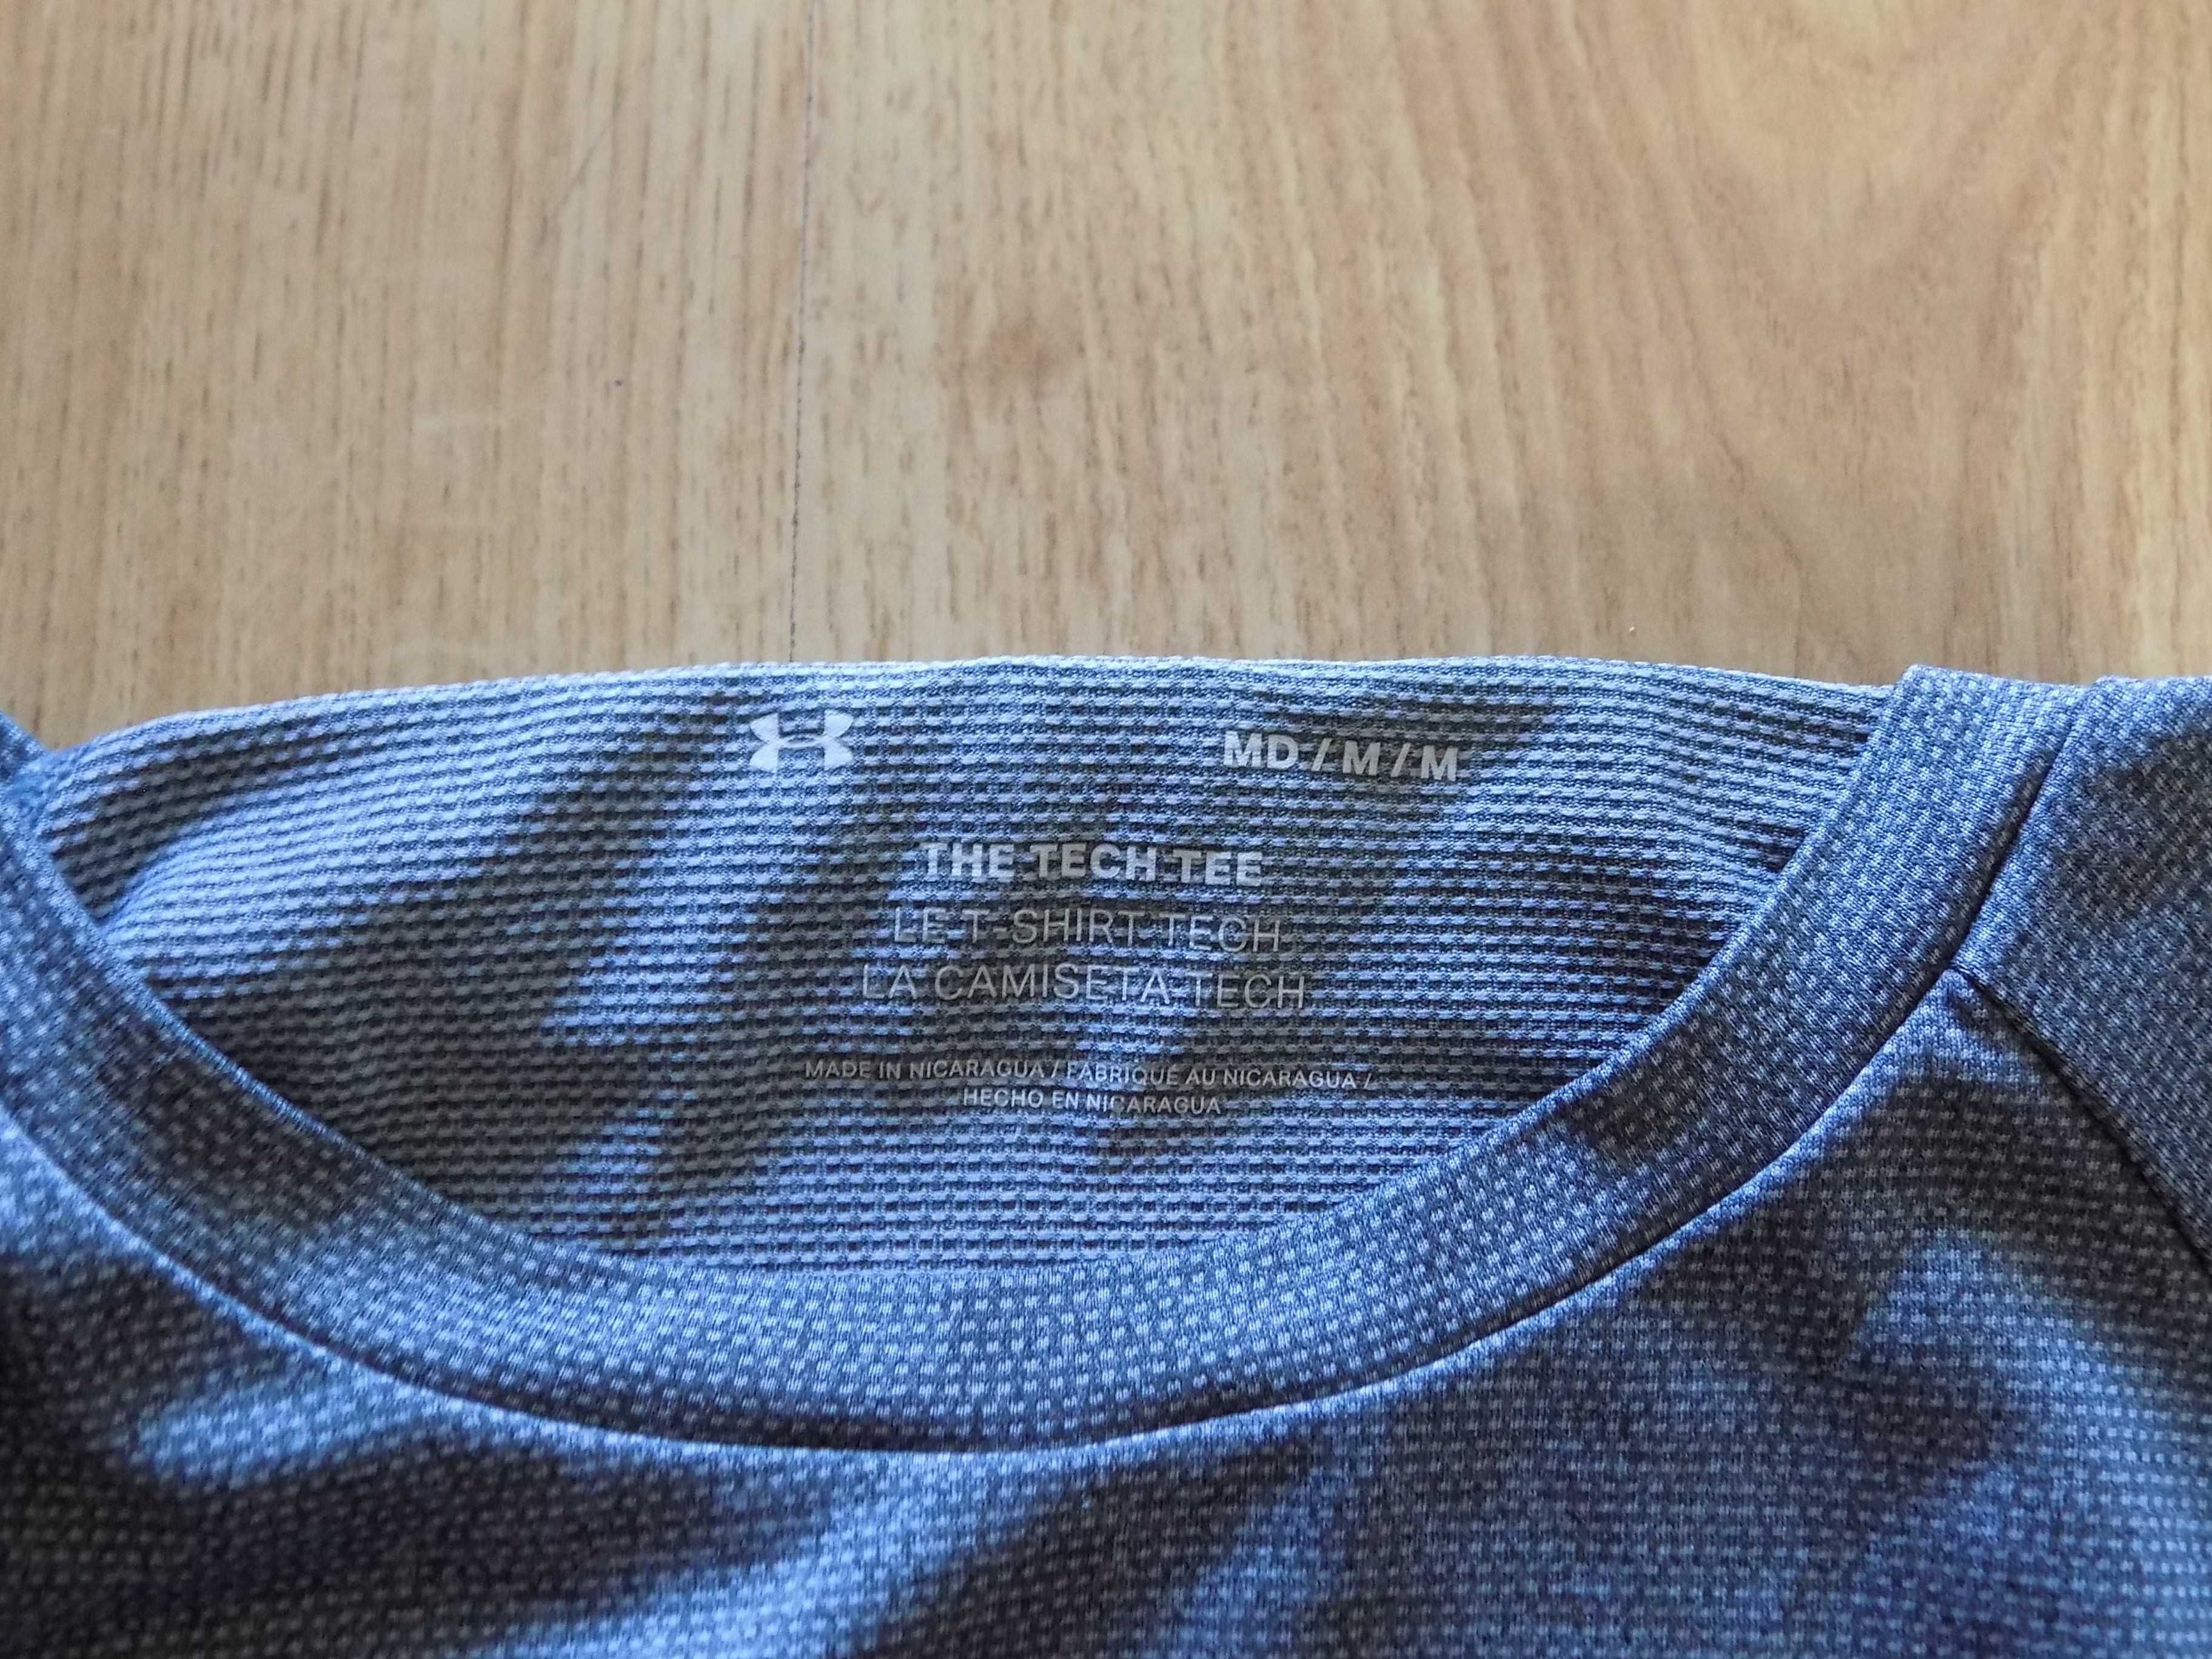 MD / M / M
THE TECH TEE
LE T-SHIRT TECH
LA CAMISETA TECH
MADE IN NICARAGUA / FABRIQUÉ AU NICARAGUA /
HECHO EN NICARAGUA